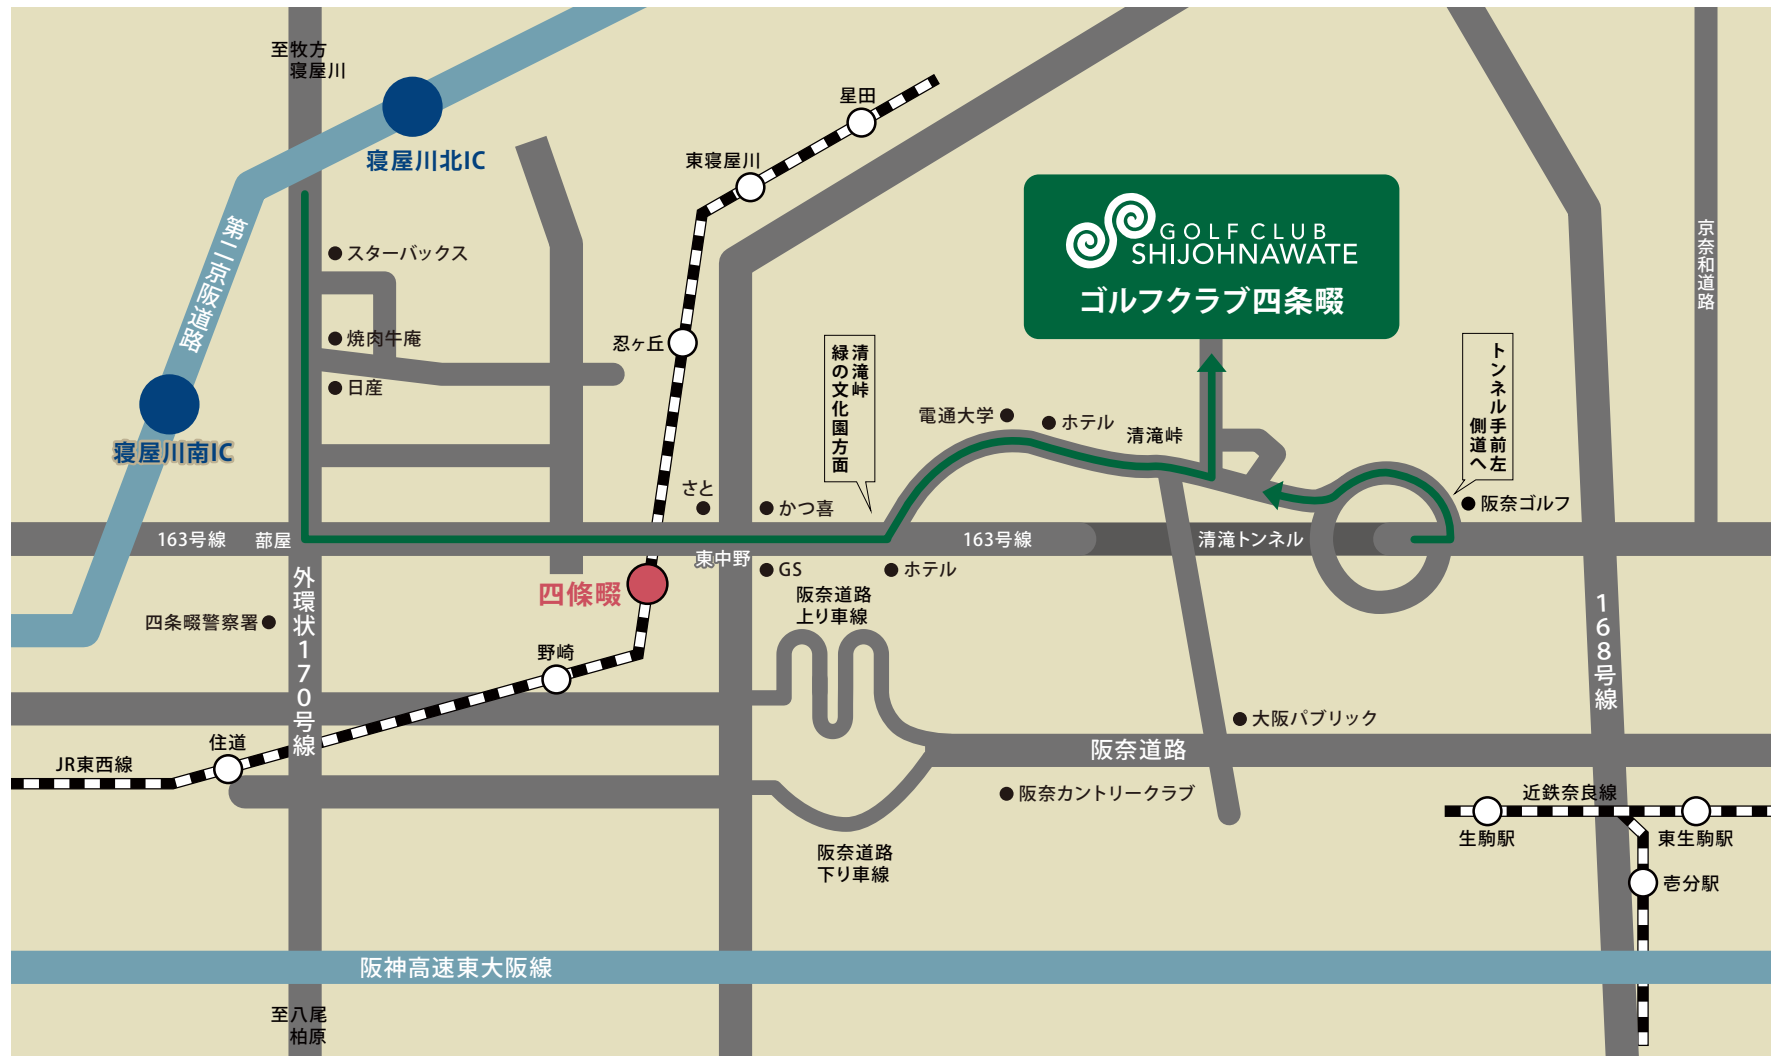 至牧方
寝屋川
寝屋川北IC
第二京阪道路
スターバックス
焼肉牛庵
日産
寝屋川南IC
星田
東寝屋川
忍ヶ丘
GOLF CLUB
SHIJOHNAWATE
ゴルフクラブ四条畷
京奈和道路
清滝峠
緑の文化園方面
トンネル手前左
側道へ
電通大学
ホテル
清滝峠
さと
かつ喜
阪奈ゴルフ
163号線
蔀屋
東中野
163号線
清滝トンネル
GS
ホテル
四條畷
外環状170号線
四条畷警察署
阪奈道路
上り車線
168号線
野崎
住道
JR東西線
大阪パブリック
阪奈道路
阪奈カントリークラブ
近鉄奈良線
生駒駅
東生駒駅
壱分駅
阪奈道路
下り車線
阪神高速東大阪線
至八尾
柏原